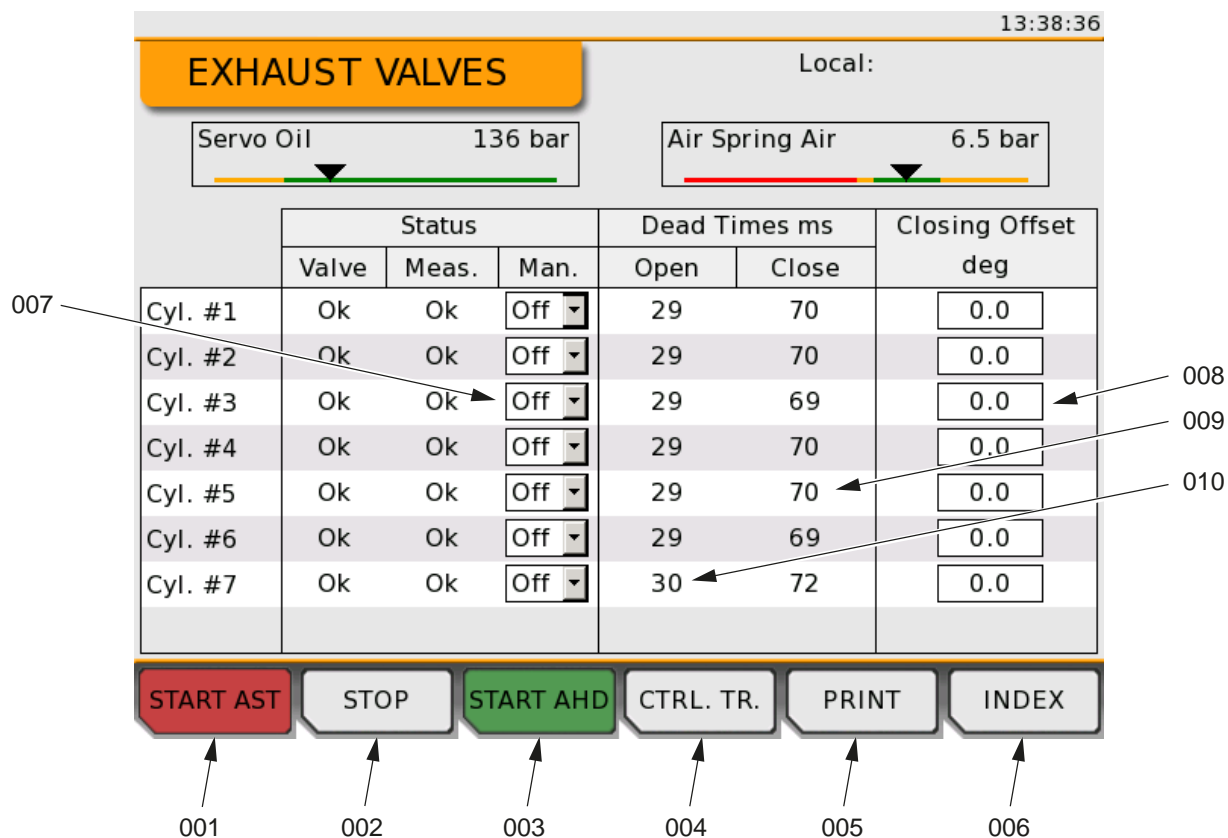 13:38:36
EXHAUST VALVES
Local:
Servo Oil 136 bar
Air Spring Air 6.5 bar
Status Dead Times ms Closing Offset
Valve Meas. Man. Open Close deg
007
Cyl. #1 Ok Ok Off 29 70 0.0
Cyl. #2 Ok Ok Off 29 70 0.0
008
Cyl. #3 Ok Ok Off 29 69 0.0
009
Cyl. #4 Ok Ok Off 29 70 0.0
010
Cyl. #5 Ok Ok Off 29 70 0.0
Cyl. #6 Ok Ok Off 29 69 0.0
Cyl. #7 Ok Ok Off 30 72 0.0
START AST STOP START AHD CTRL. TR. PRINT INDEX
001 002 003 004 005 006